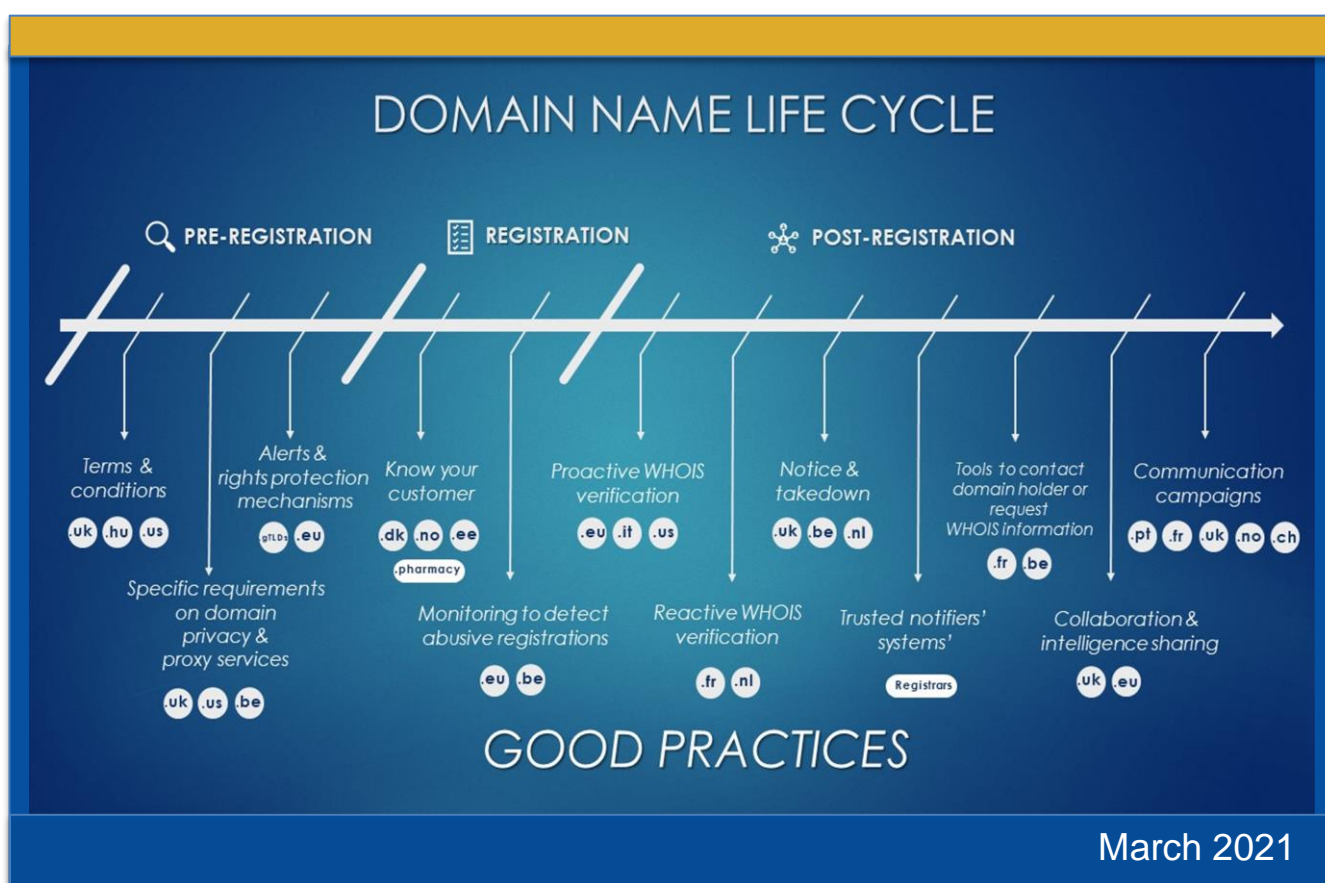 DOMAIN NAME LIFE CYCLE
PRE-REGISTRATION
REGISTRATION
POST-REGISTRATION
Terms &
conditions
.uk .hu .us
Specific requirements
on domain
privacy &
proxy services
.uk .us .be
Alerts &
rights protection
mechanisms
.gTLDs .eu
Know your
customer
.dk .no .ee
.pharmacy
Monitoring to detect
abusive registrations
.eu .be
Proactive WHOIS
verification
.eu .it .us
Reactive WHOIS
verification
.fr .nl
Notice &
takedown
.uk .be .nl
Trusted notifiers'
systems'
Registrars
Tools to contact
domain holder or
request
WHOIS information
.fr .be
Collaboration &
intelligence sharing
.uk .eu
Communication
campaigns
.pt .fr .uk .no .ch
GOOD PRACTICES
March 2021